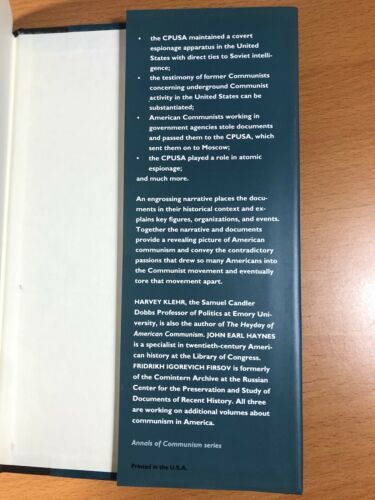 • the CPUSA maintained a covert
espionage apparatus in the United
States with direct ties to Soviet intelli-
gence;
• the testimony of former Communists
concerning underground Communist
activity in the United States can be
substantiated;
• American Communists working in
government agencies stole documents
and passed them to the CPUSA, which
sent them on to Moscow;
• the CPUSA played a role in atomic
espionage;
and much more.
An engrossing narrative places the docu-
ments in their historical context and ex-
plains key figures, organizations, and events.
Together the narrative and documents
provide a revealing picture of American
communism and convey the contradictory
passions that drew so many Americans into
the Communist movement and eventually
tore that movement apart.
HARVEY KLEHR, the Samuel Candler
Dobbs Professor of Politics at Emory Uni-
versity, is also the author of The Heyday of
American Communism. JOHN EARL HAYNES
is a specialist in twentieth-century Ameri-
can history at the Library of Congress.
FRIDRIKH IGOREVICH FIRSOV is formerly
of the Comintern Archive at the Russian
Center for the Preservation and Study of
Documents of Recent History. All three
are working on additional volumes about
communism in America.
Annals of Communism series
Printed in the U.S.A.